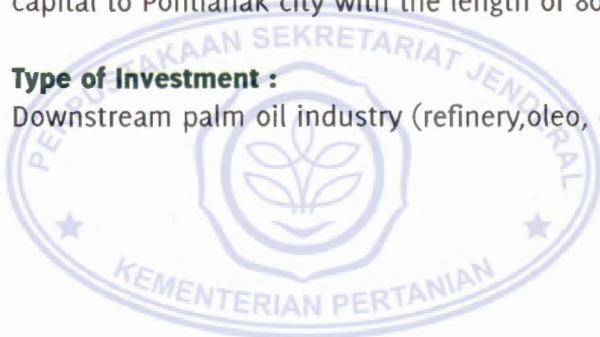 capital to Pontianak city with the length of 80
PERPUSTAKAAN SEKRETARIAT JENDERAL
Type of Investment :
Downstream palm oil industry (refinery,oleo,
KEMENTERIAN PERTANIAN